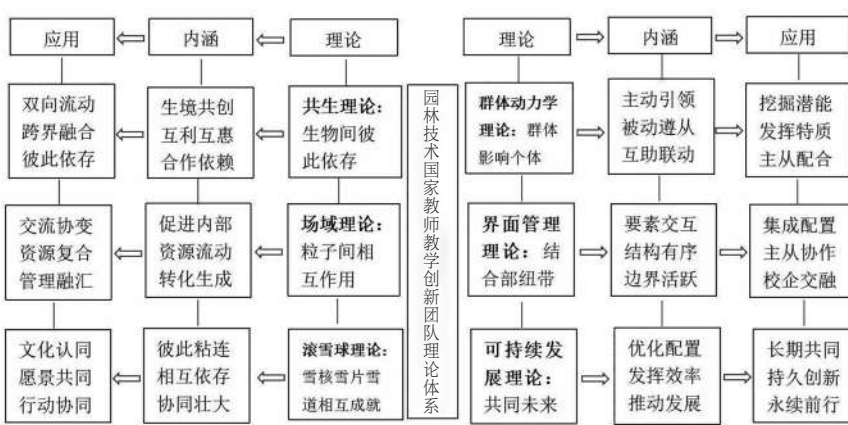 应用
内涵
理论
双向流动
跨界融合
彼此依存
生境共创
互利互惠
合作依赖
共生理论：
生物间彼
此依存
交流协变
资源复合
管理融汇
促进内部
资源流动
转化生成
场域理论：
粒子间相
互作用
文化认同
愿景共同
行动协同
彼此粘连
相互依存
协同壮大
滚雪球理论：
雪核雪片雪
道相互成就
园林技术国家教师教学创新团队理论体系
理论
内涵
应用
群体动力学
理论：群体
影响个体
主动引领
被动遵从
互助联动
挖掘潜能
发挥特质
主从配合
界面管理
理论：结
合部纽带
要素交互
结构有序
边界活跃
集成配置
主从协作
校企交融
可持续发
展理论：
共同未来
优化配置
发挥效率
推动发展
长期共同
持久创新
永续前行